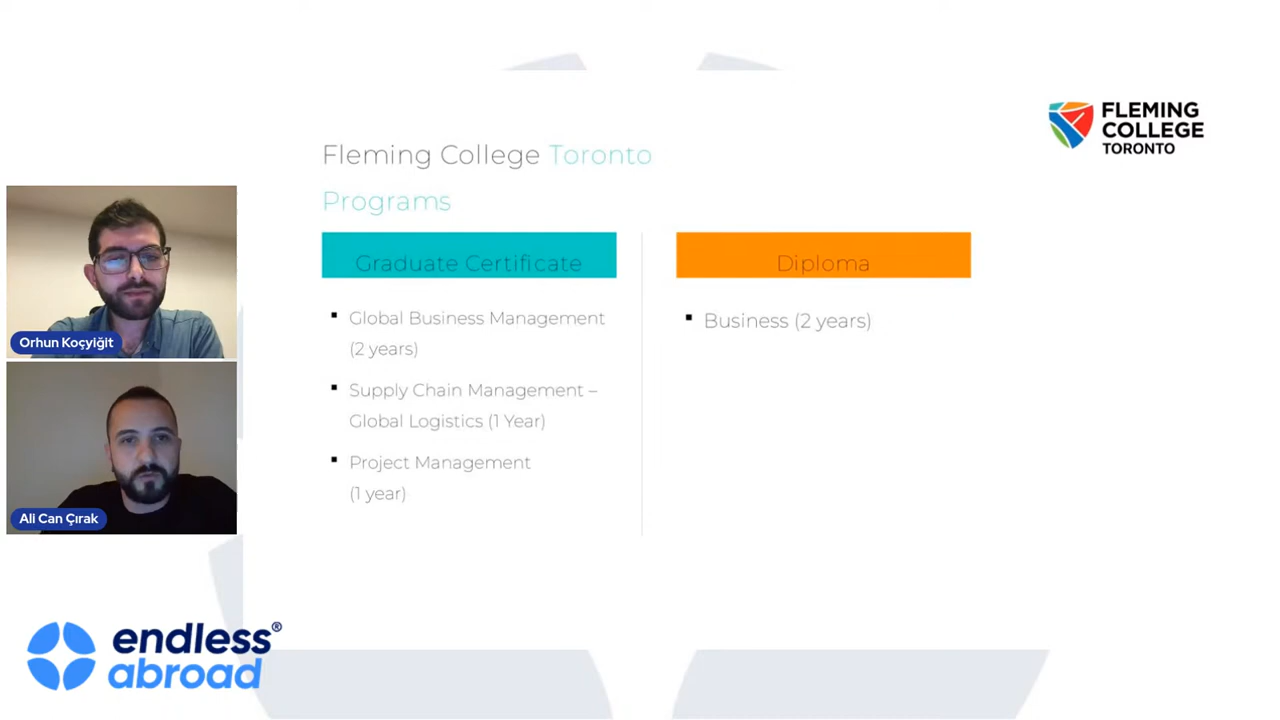 FLEMING
COLLEGE
TORONTO
Fleming College Toronto
Programs
Graduate Certificate
Diploma
▪ Global Business Management
(2 years)
▪ Supply Chain Management –
Global Logistics (1 Year)
▪ Project Management
(1 year)
▪ Business (2 years)
Orhun Koçyiğit
Ali Can Çırak
endless®
abroad